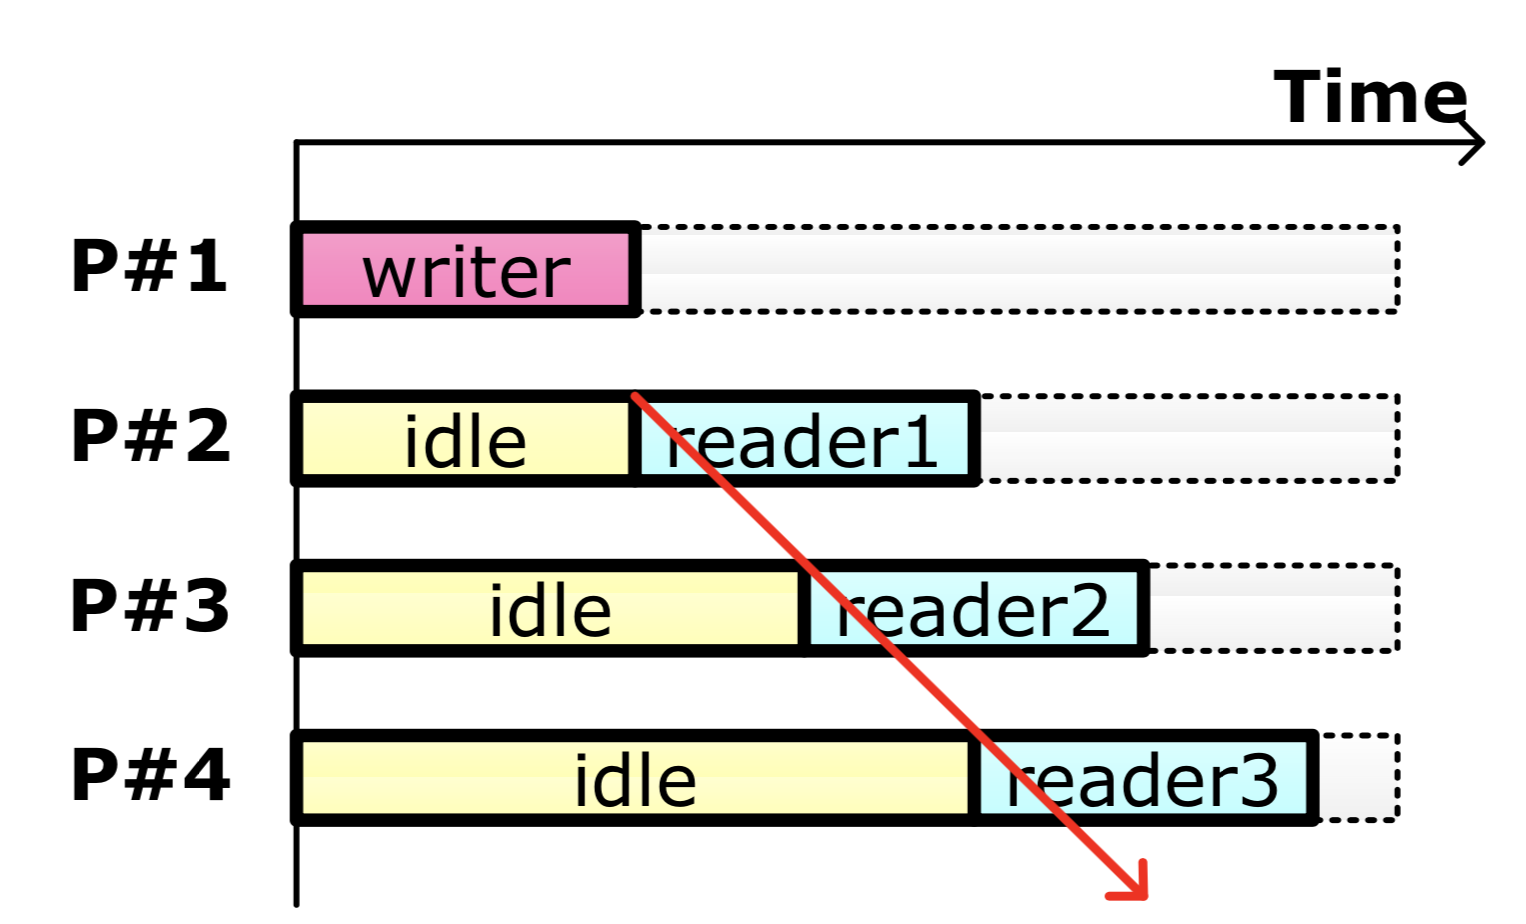 Time
P#1 writer
P#2 idle reader1
P#3 idle reader2
P#4 idle reader3